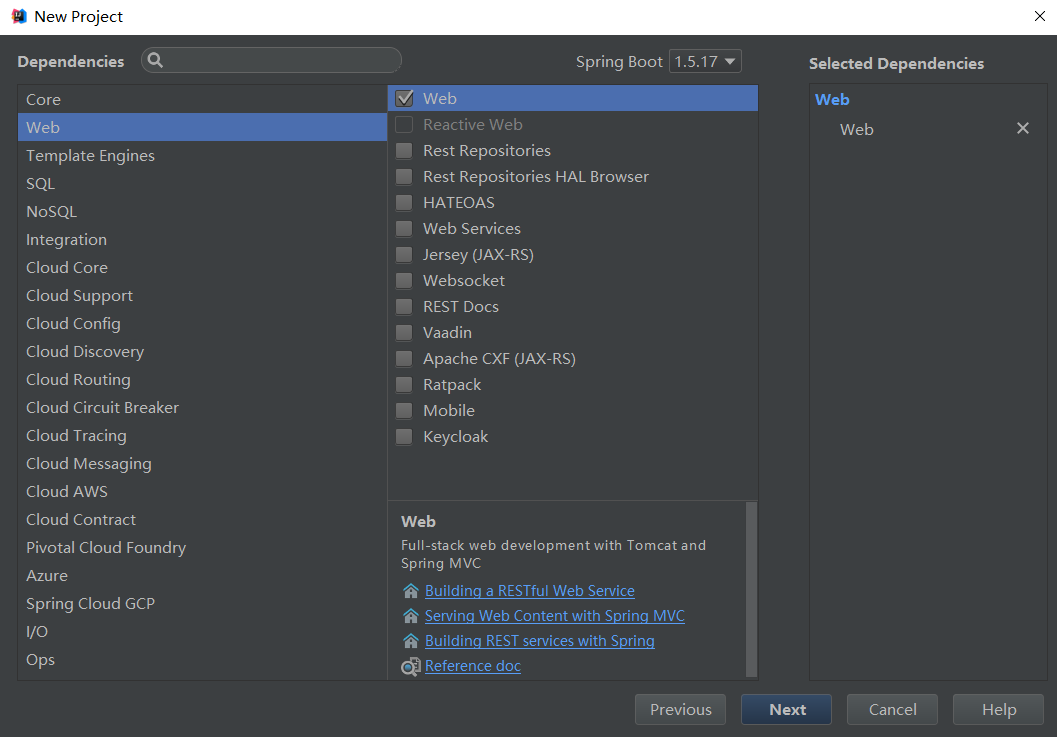 New Project
Dependencies
Spring Boot 1.5.17
Selected Dependencies
Core
Web
Template Engines
SQL
NoSQL
Integration
Cloud Core
Cloud Support
Cloud Config
Cloud Discovery
Cloud Routing
Cloud Circuit Breaker
Cloud Tracing
Cloud Messaging
Cloud AWS
Cloud Contract
Pivotal Cloud Foundry
Azure
Spring Cloud GCP
I/O
Ops
Web
Reactive Web
Rest Repositories
Rest Repositories HAL Browser
HATEOAS
Web Services
Jersey (JAX-RS)
Websocket
REST Docs
Vaadin
Apache CXF (JAX-RS)
Ratpack
Mobile
Keycloak
Web
Full-stack web development with Tomcat and
Spring MVC
Building a RESTful Web Service
Serving Web Content with Spring MVC
Building REST services with Spring
Reference doc
Web
Web
Previous
Next
Cancel
Help